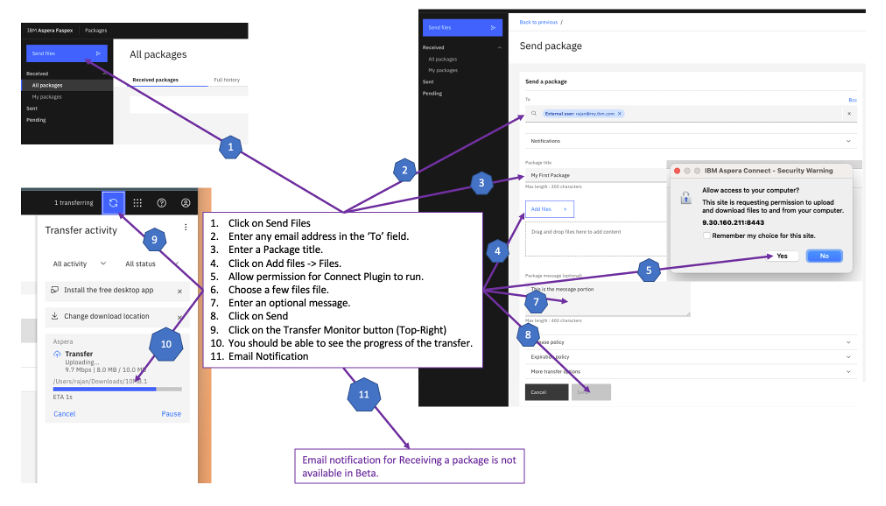 IBM Aspera Faspex Packages
Send files
Received
All packages
My packages
Sent
Pending
All packages
Received packages Full history
1
Send files
Received
All packages
My packages
Sent
Pending
Back to previous /
Send package
Send a package
To
Bcc
External user: rajan@my.ibm.com ×
Notifications
Package title
My First Package
Max length : 200 characters
Add files +
Drag and drop files here to add content
Package message (optional)
This is the message portion
Max length : 400 characters
Expiration policy
More transfer options
Cancel
2
3
4
5
7
8
IBM Aspera Connect - Security Warning
Allow access to your computer?
This site is requesting permission to upload
and download files to and from your computer.
9.30.160.211:8443
Remember my choice for this site.
Yes No
1 transferring
Transfer activity
9
All activity All status
Install the free desktop app ×
Change download location ×
Aspera
10
Transfer
Uploading...
9.7 Mbps | 8.0 MB / 10.0 MB
ETA 1s
Cancel Pause
1. Click on Send Files
2. Enter any email address in the 'To' field.
3. Enter a Package title.
4. Click on Add files -> Files.
5. Allow permission for Connect Plugin to run.
6. Choose a few files file.
7. Enter an optional message.
8. Click on Send
9. Click on the Transfer Monitor button (Top-Right)
10. You should be able to see the progress of the transfer.
11. Email Notification
11
Email notification for Receiving a package is not
available in Beta.